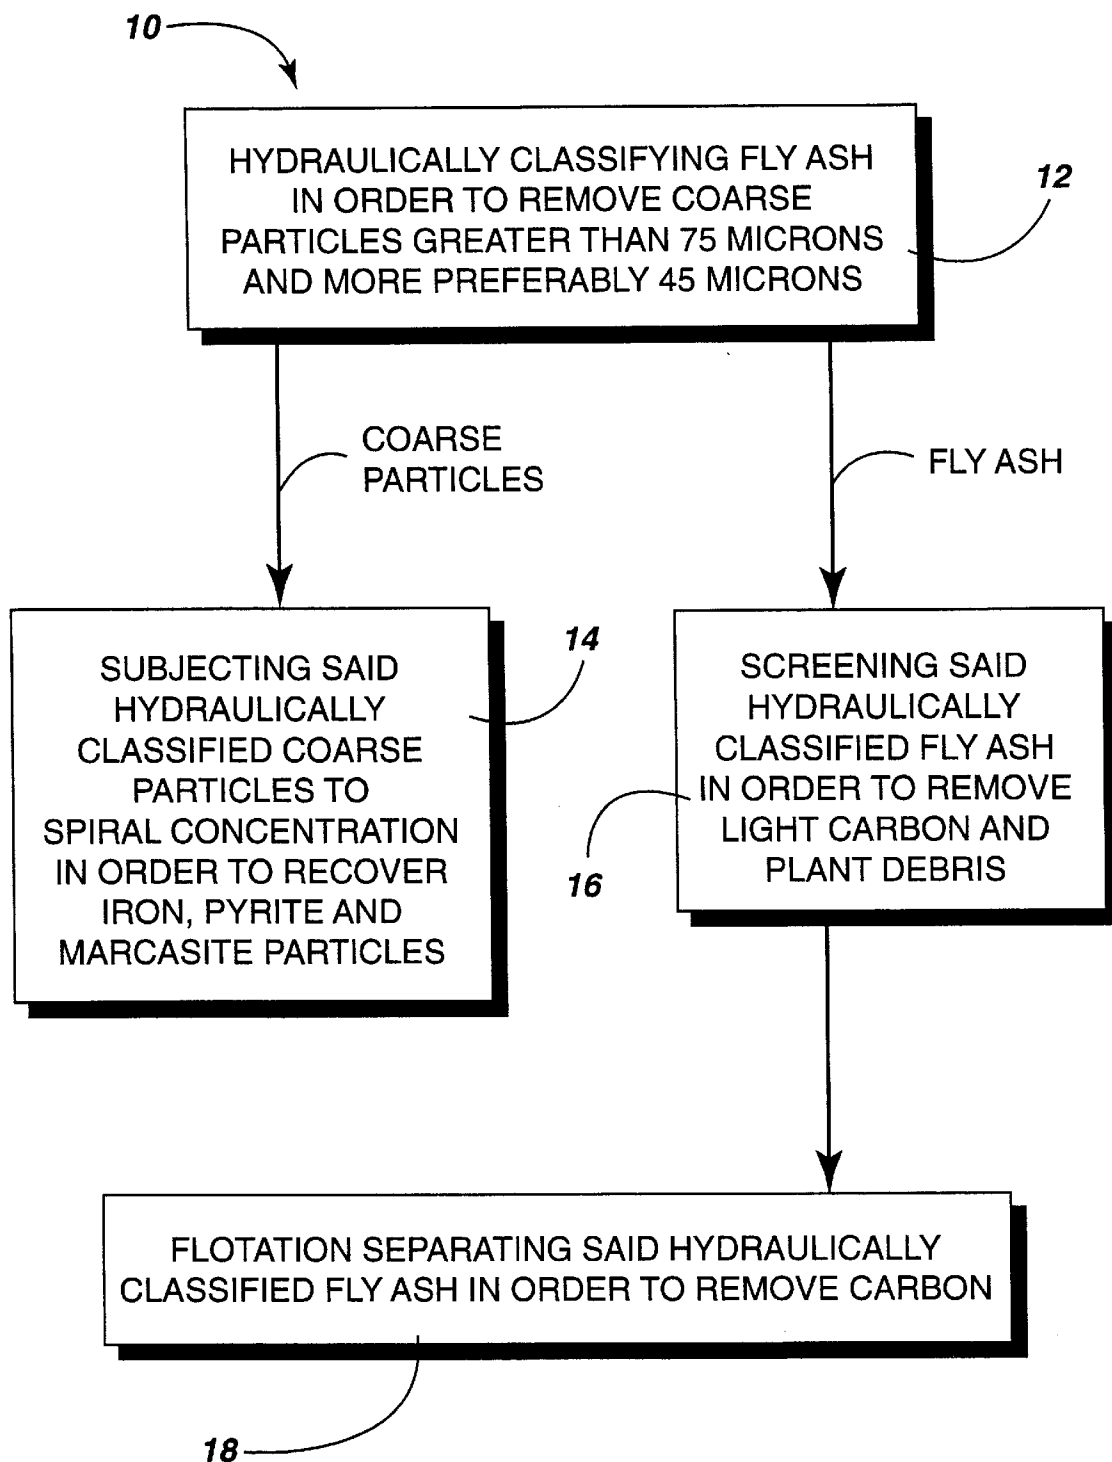 10
HYDRAULICALLY CLASSIFYING FLY ASH
IN ORDER TO REMOVE COARSE
PARTICLES GREATER THAN 75 MICRONS
AND MORE PREFERABLY 45 MICRONS
12
COARSE
PARTICLES
FLY ASH
SUBJECTING SAID
HYDRAULICALLY
CLASSIFIED COARSE
PARTICLES TO
SPIRAL CONCENTRATION
IN ORDER TO RECOVER
IRON, PYRITE AND
MARCASITE PARTICLES
14
SCREENING SAID
HYDRAULICALLY
CLASSIFIED FLY ASH
IN ORDER TO REMOVE
LIGHT CARBON AND
PLANT DEBRIS
16
FLOTATION SEPARATING SAID HYDRAULICALLY
CLASSIFIED FLY ASH IN ORDER TO REMOVE CARBON
18